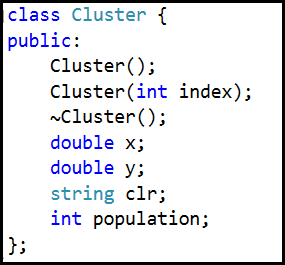 class Cluster {
public:
    Cluster();
    Cluster(int index);
    ~Cluster();
    double x;
    double y;
    string clr;
    int population;
};